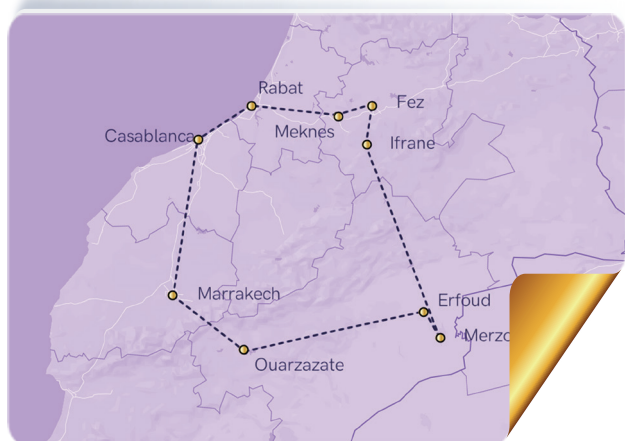 Rabat
Fez
Meknes
Casablanca
Ifrane
Marrakech
Erfoud
Ouarzazate